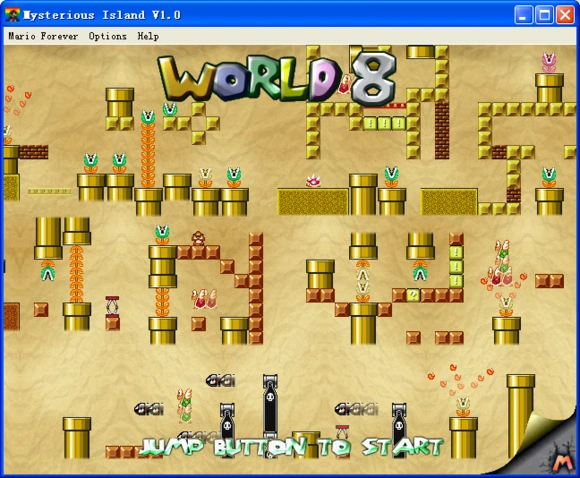 Mysterious Island V1.0
Mario Forever Options Help
WORLD 8
JUMP BUTTON TO START
M